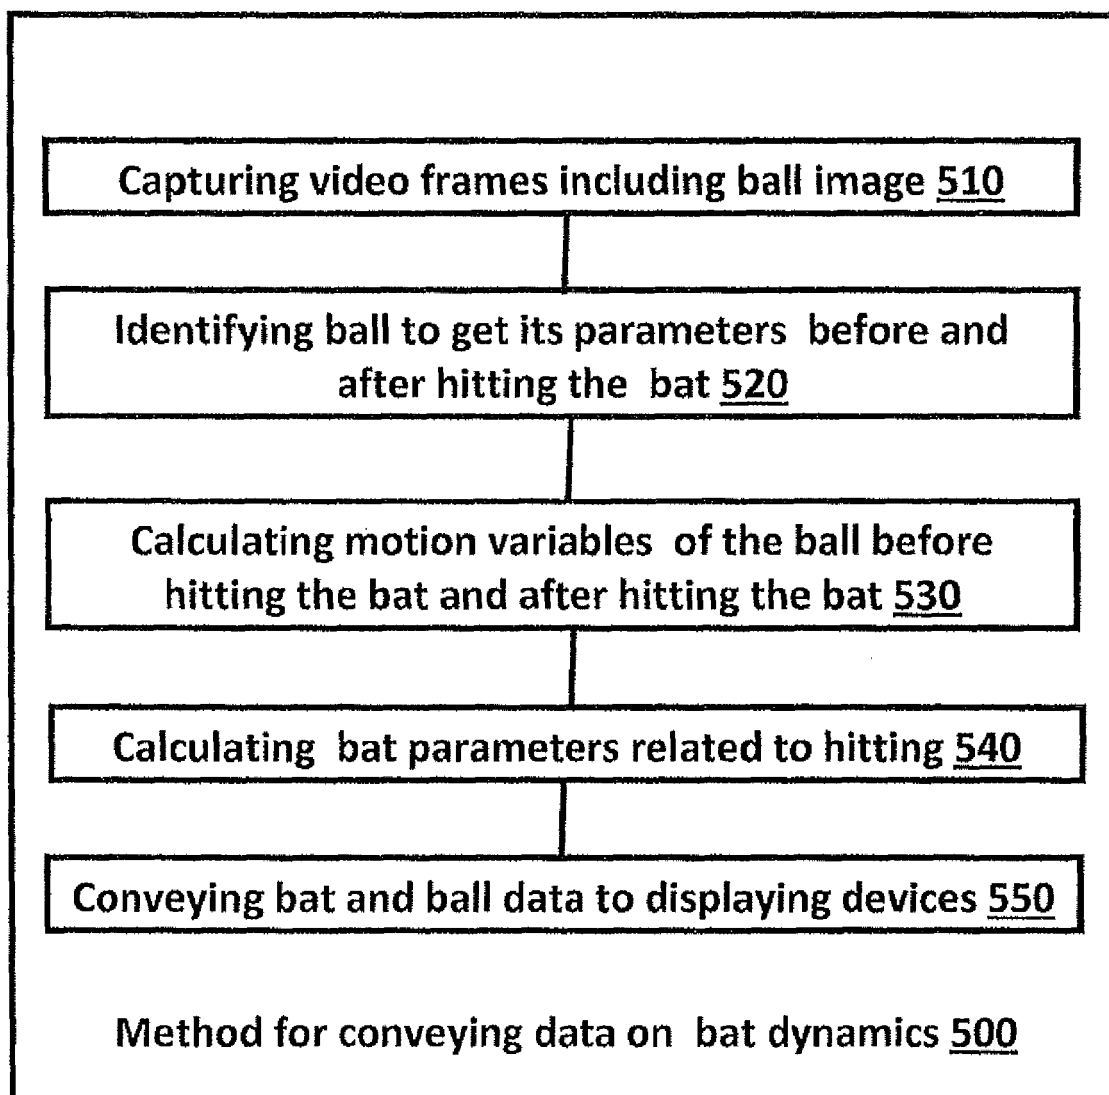 Capturing video frames including ball image 510
Identifying ball to get its parameters before and
after hitting the bat 520
Calculating motion variables of the ball before
hitting the bat and after hitting the bat 530
Calculating bat parameters related to hitting 540
Conveying bat and ball data to displaying devices 550
Method for conveying data on bat dynamics 500